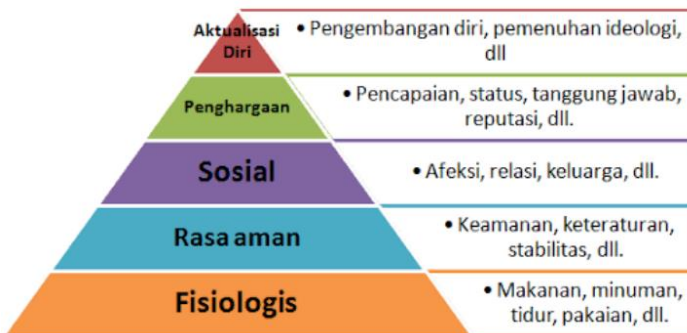 Aktualisasi
Diri
• Pengembangan diri, pemenuhan ideologi,
dll
Penghargaan
• Pencapaian, status, tanggung jawab,
reputasi, dll.
Sosial
• Afeksi, relasi, keluarga, dll.
Rasa aman
• Keamanan, keteraturan,
stabilitas, dll.
Fisiologis
• Makanan, minuman,
tidur, pakaian, dll.